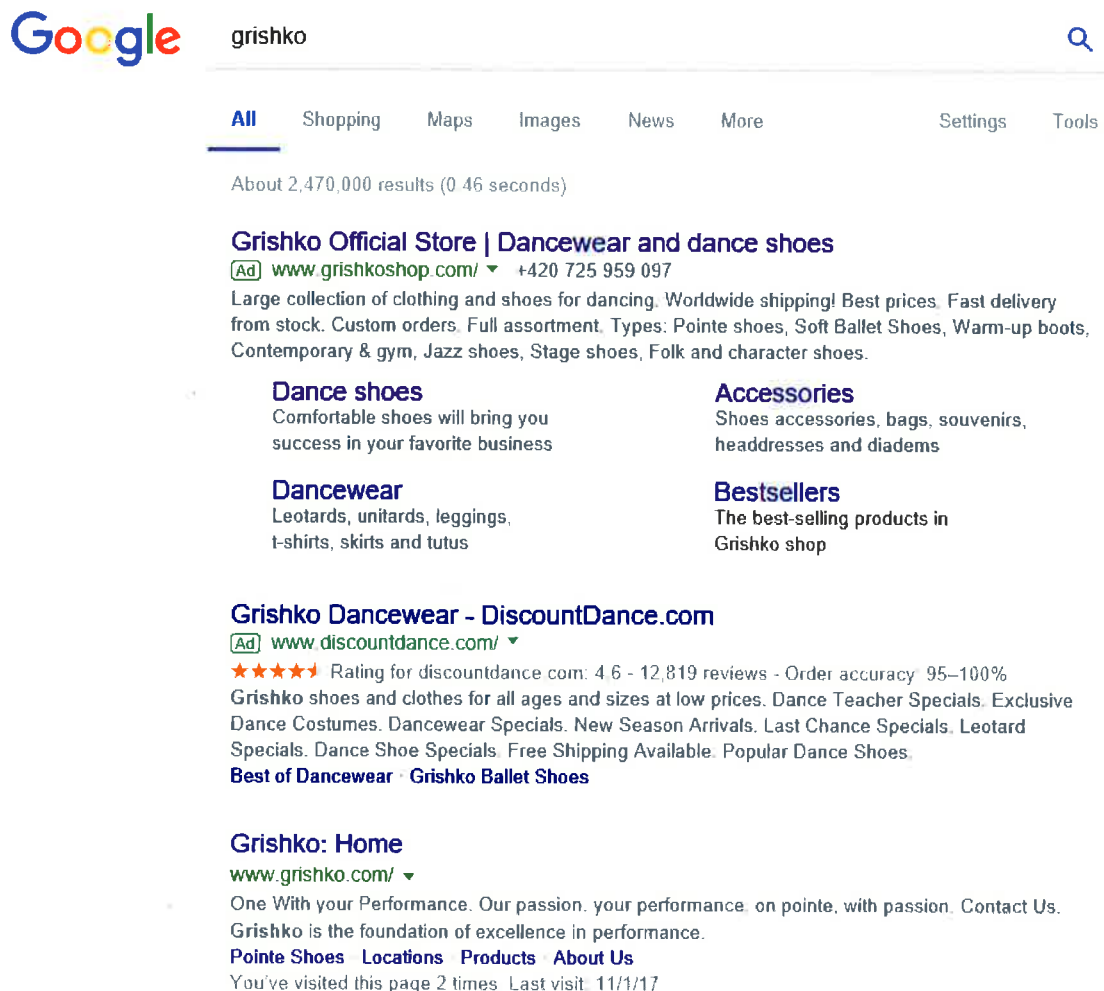 Google grishko
All Shopping Maps Images News More Settings Tools
About 2,470,000 results (0.46 seconds)
Grishko Official Store | Dancewear and dance shoes
Ad www.grishkoshop.com/ +420 725 959 097
Large collection of clothing and shoes for dancing. Worldwide shipping! Best prices. Fast delivery
from stock. Custom orders. Full assortment. Types: Pointe shoes, Soft Ballet Shoes, Warm-up boots,
Contemporary & gym, Jazz shoes, Stage shoes, Folk and character shoes.
Dance shoes
Comfortable shoes will bring you
success in your favorite business
Accessories
Shoes accessories, bags, souvenirs,
headdresses and diadems
Dancewear
Leotards, unitards, leggings,
t-shirts, skirts and tutus
Bestsellers
The best-selling products in
Grishko shop
Grishko Dancewear - DiscountDance.com
Ad www.discountdance.com/
Rating for discountdance.com: 4.6 - 12,819 reviews - Order accuracy 95–100%
Grishko shoes and clothes for all ages and sizes at low prices. Dance Teacher Specials. Exclusive
Dance Costumes. Dancewear Specials. New Season Arrivals. Last Chance Specials. Leotard
Specials. Dance Shoe Specials. Free Shipping Available. Popular Dance Shoes.
Best of Dancewear · Grishko Ballet Shoes
Grishko: Home
www.grishko.com/
One With your Performance. Our passion. your performance. on pointe, with passion. Contact Us.
Grishko is the foundation of excellence in performance.
Pointe Shoes · Locations · Products · About Us
You've visited this page 2 times. Last visit: 11/1/17